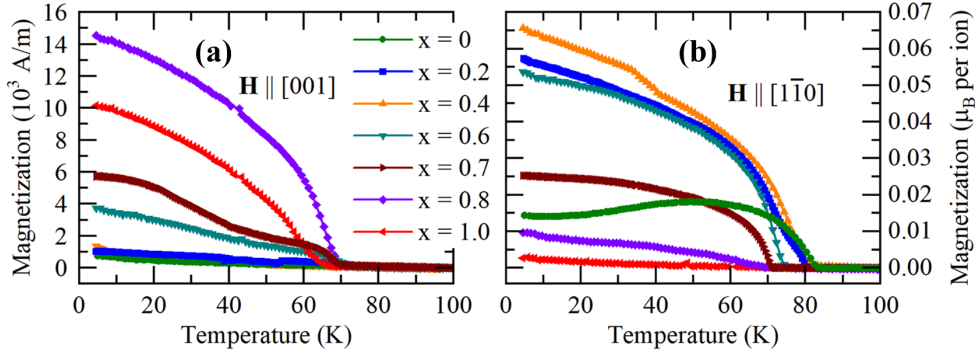 Magnetization (10³ A/m)
16
14
12
10
8
6
4
2
0
(a)
H || [001]
x = 0
x = 0.2
x = 0.4
x = 0.6
x = 0.7
x = 0.8
x = 1.0
0 20 40 60 80 100
Temperature (K)
(b)
H || [11̅0]
0.07
0.06
0.05
0.04
0.03
0.02
0.01
0.00
Magnetization (μB per ion)
0 20 40 60 80 100
Temperature (K)